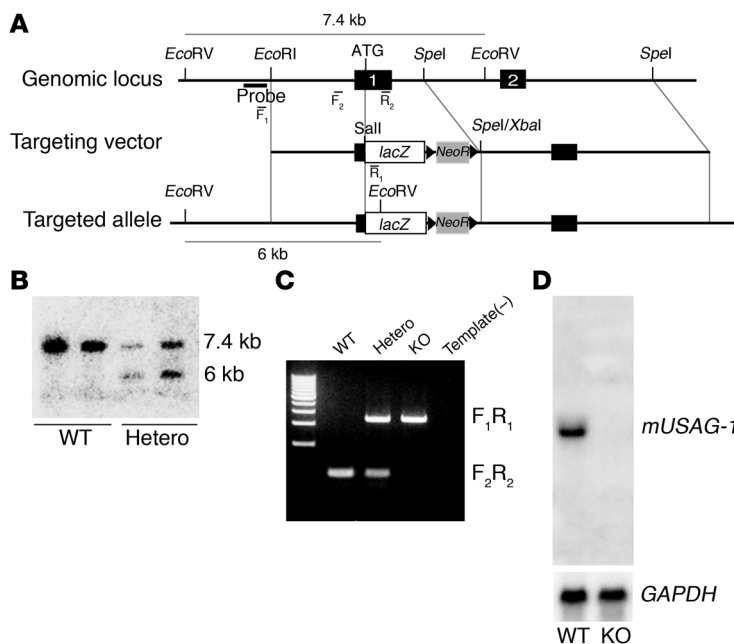 A
7.4 kb
EcoRV EcoRI ATG SpeI EcoRV SpeI
Genomic locus 1 2
Probe
F1 F2 R2
SalI SpeI/XbaI
Targeting vector lacZ NeoR
R1
EcoRV EcoRV
Targeted allele lacZ NeoR
6 kb
B
7.4 kb
6 kb
WT Hetero
C
WT Hetero KO Template(-)
F1R1
F2R2
D
mUSAG-1
GAPDH
WT KO